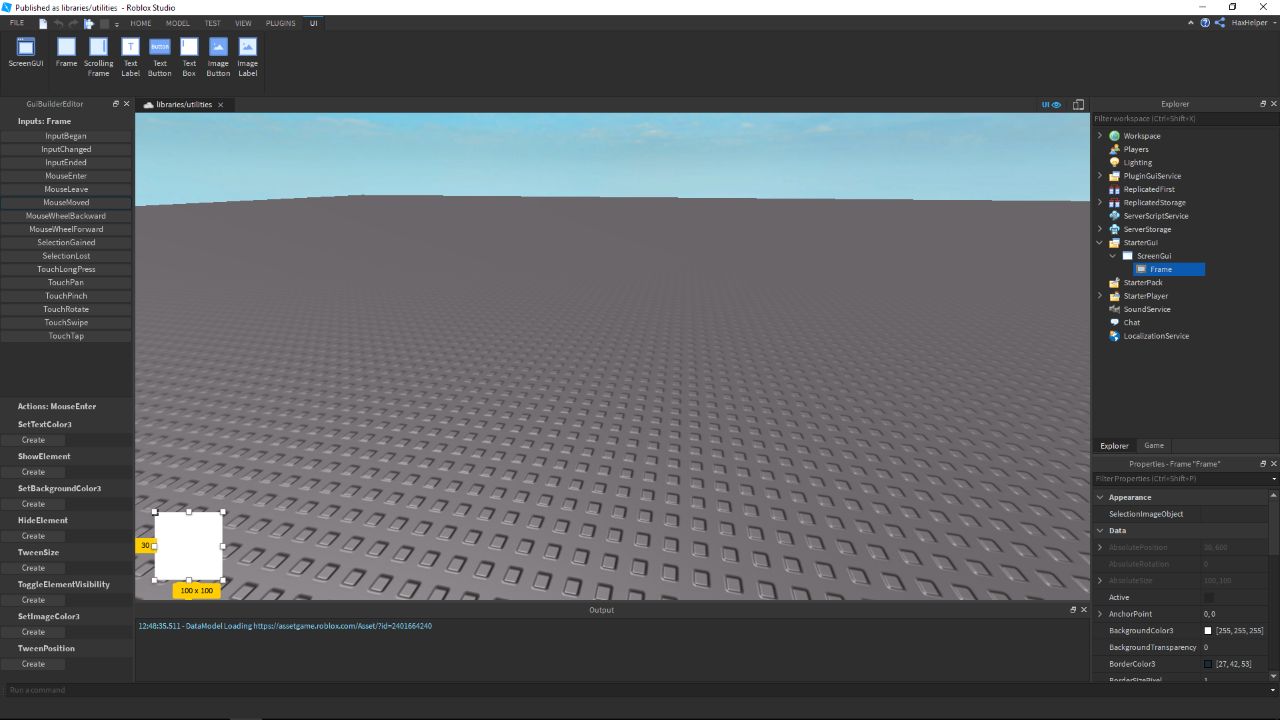 Published as libraries/utilities - Roblox Studio
FILE HOME MODEL TEST VIEW PLUGINS UI HaxHelper
ScreenGUI
Frame
Scrolling Frame
Text Label
Button
Text Button
Text Box
Image Button
Image Label
GuiBuilderEditor
Inputs: Frame
InputBegan
InputChanged
InputEnded
MouseEnter
MouseLeave
MouseMoved
MouseWheelBackward
MouseWheelForward
SelectionGained
SelectionLost
TouchLongPress
TouchPan
TouchPinch
TouchRotate
TouchSwipe
TouchTap
Actions: MouseEnter
SetTextColor3
Create
ShowElement
Create
SetBackgroundColor3
Create
HideElement
Create
TweenSize
Create
ToggleElementVisibility
Create
SetImageColor3
Create
TweenPosition
Create
libraries/utilities
UI
30
100 x 100
Output
12:48:35.511 - DataModel Loading https://assetgame.roblox.com/Asset/?id=2401664240
Run a command
Explorer
Filter workspace (Ctrl+Shift+X)
Workspace
Players
Lighting
PluginGuiService
ReplicatedFirst
ReplicatedStorage
ServerScriptService
ServerStorage
StarterGui
ScreenGui
Frame
StarterPack
StarterPlayer
SoundService
Chat
LocalizationService
Explorer Game
Properties - Frame "Frame"
Filter Properties (Ctrl+Shift+P)
Appearance
SelectionImageObject
Data
AbsolutePosition 20, 600
AbsoluteRotation 0
AbsoluteSize 100, 100
Active
AnchorPoint 0, 0
BackgroundColor3 [255, 255, 255]
BackgroundTransparency 0
BorderColor3 [27, 42, 53]
BorderSizePixel 1